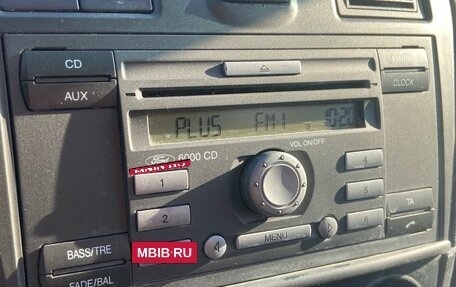 CD
AUX
CLOCK
PLUS FM1
Ford 6000 CD
VOL ON/OFF
1
4
2
5
6
TA
MENU
BASS/TRE
FADE/BAL
MBIB·RU